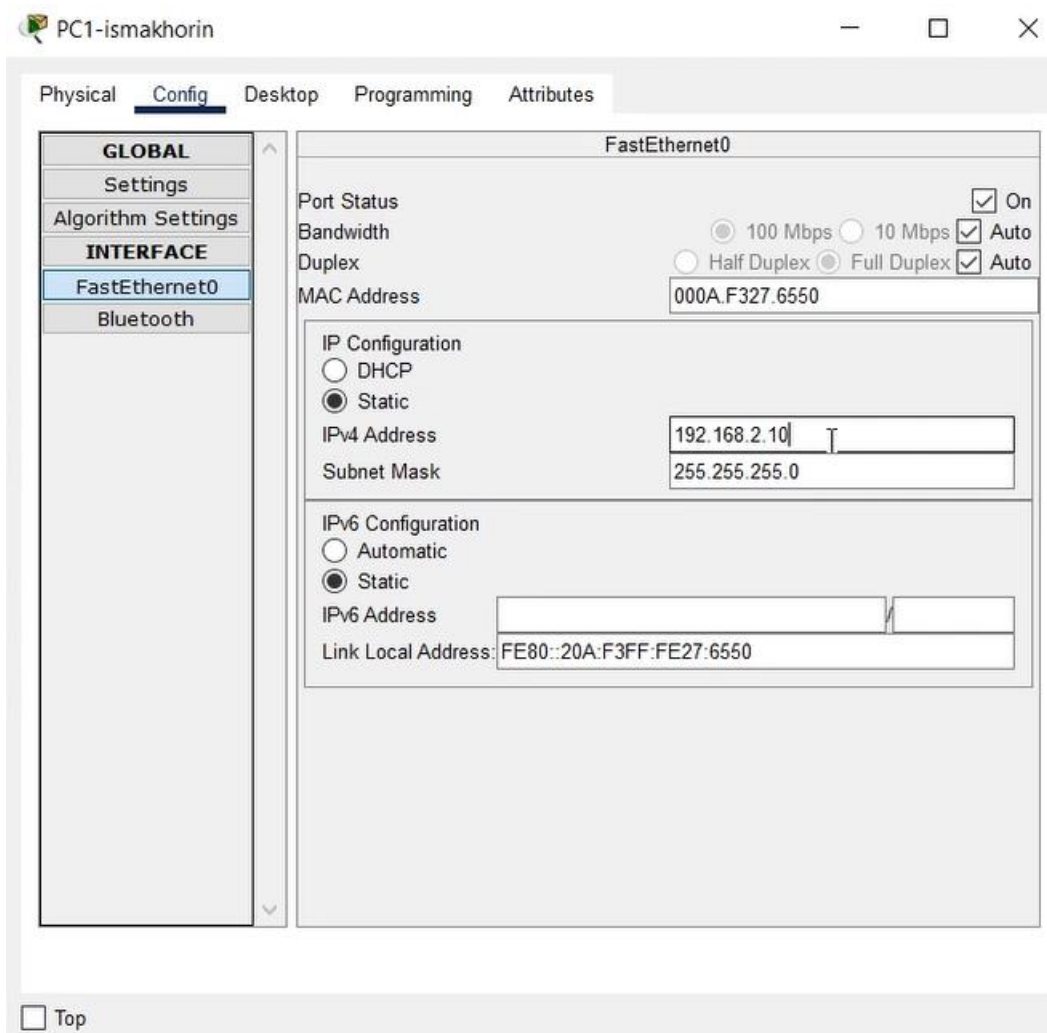 PC1-ismakhorin
Physical Config Desktop Programming Attributes
GLOBAL
Settings
Algorithm Settings
INTERFACE
FastEthernet0
Bluetooth
FastEthernet0
Port Status On
Bandwidth 100 Mbps 10 Mbps Auto
Duplex Half Duplex Full Duplex Auto
MAC Address 000A.F327.6550
IP Configuration
DHCP
Static
IPv4 Address 192.168.2.10
Subnet Mask 255.255.255.0
IPv6 Configuration
Automatic
Static
IPv6 Address /
Link Local Address: FE80::20A:F3FF:FE27:6550
Top